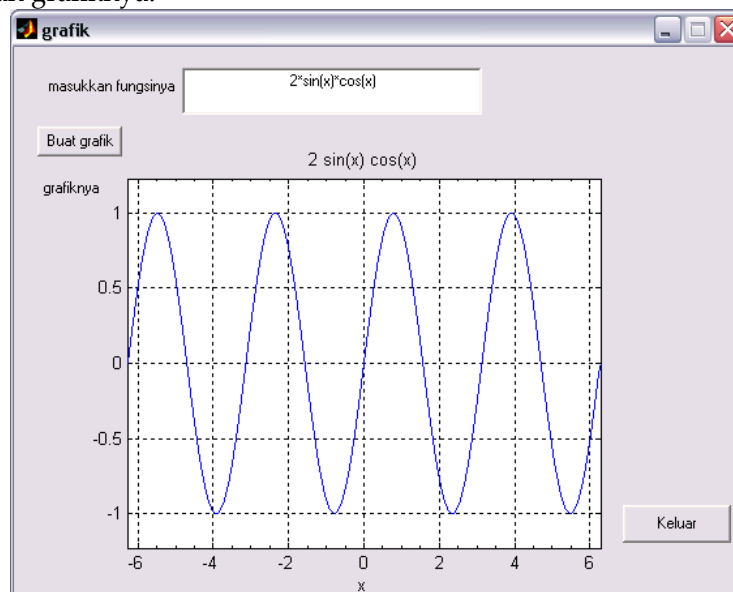 grafiknya.
grafik
masukkan fungsinya
2*sin(x)*cos(x)
Buat grafik
2 sin(x) cos(x)
grafiknya
1
0.5
0
-0.5
-1
-6 -4 -2 0 2 4 6
x
Keluar